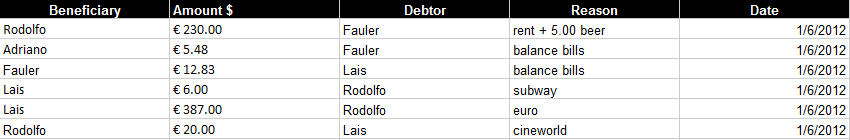 Beneficiary Amount $ Debtor Reason Date
Rodolfo € 230.00 Fauler rent + 5.00 beer 1/6/2012
Adriano € 5.48 Fauler balance bills 1/6/2012
Fauler € 12.83 Lais balance bills 1/6/2012
Lais € 6.00 Rodolfo subway 1/6/2012
Lais € 387.00 Rodolfo euro 1/6/2012
Rodolfo € 20.00 Lais cineworld 1/6/2012